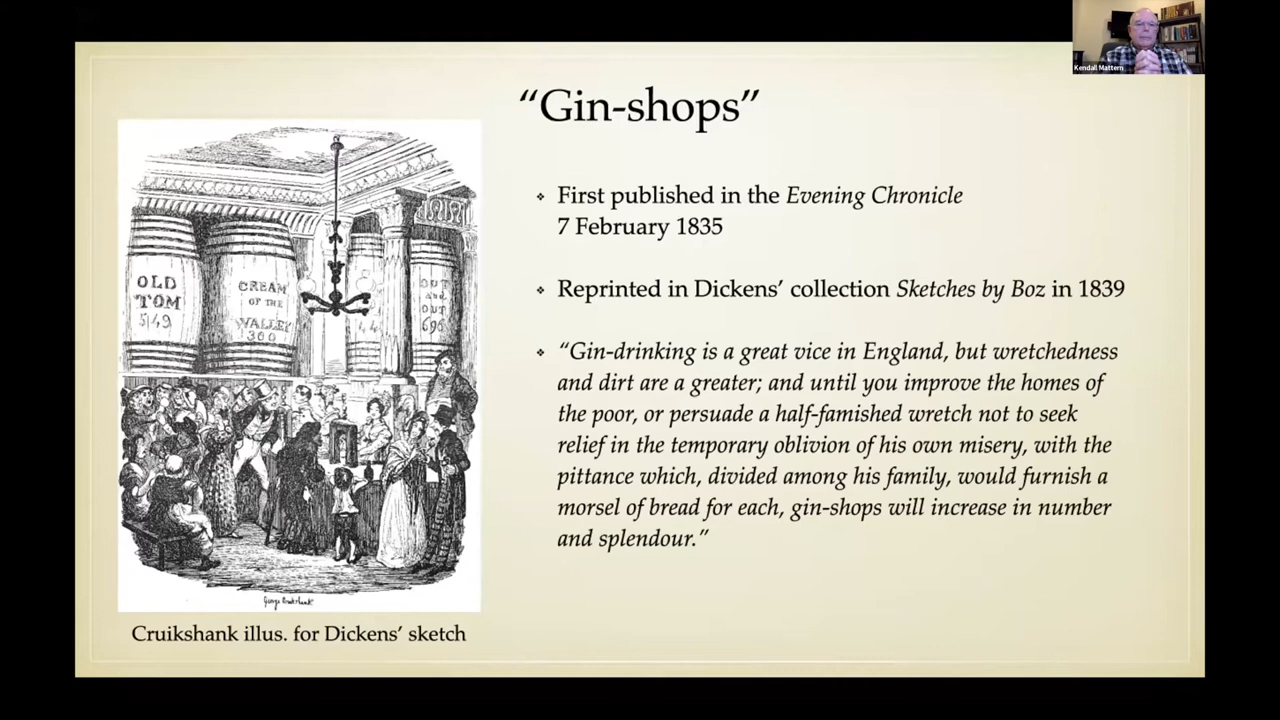 Kendall Mattern
“Gin-shops”
❖ First published in the Evening Chronicle
7 February 1835
❖ Reprinted in Dickens’ collection Sketches by Boz in 1839
❖ “Gin-drinking is a great vice in England, but wretchedness
and dirt are a greater; and until you improve the homes of
the poor, or persuade a half-famished wretch not to seek
relief in the temporary oblivion of his own misery, with the
pittance which, divided among his family, would furnish a
morsel of bread for each, gin-shops will increase in number
and splendour.”
OLD
TOM
549
CREAM
OF THE
VALLEY
360
OUT
and
OUT
696
George Cruikshank
Cruikshank illus. for Dickens’ sketch